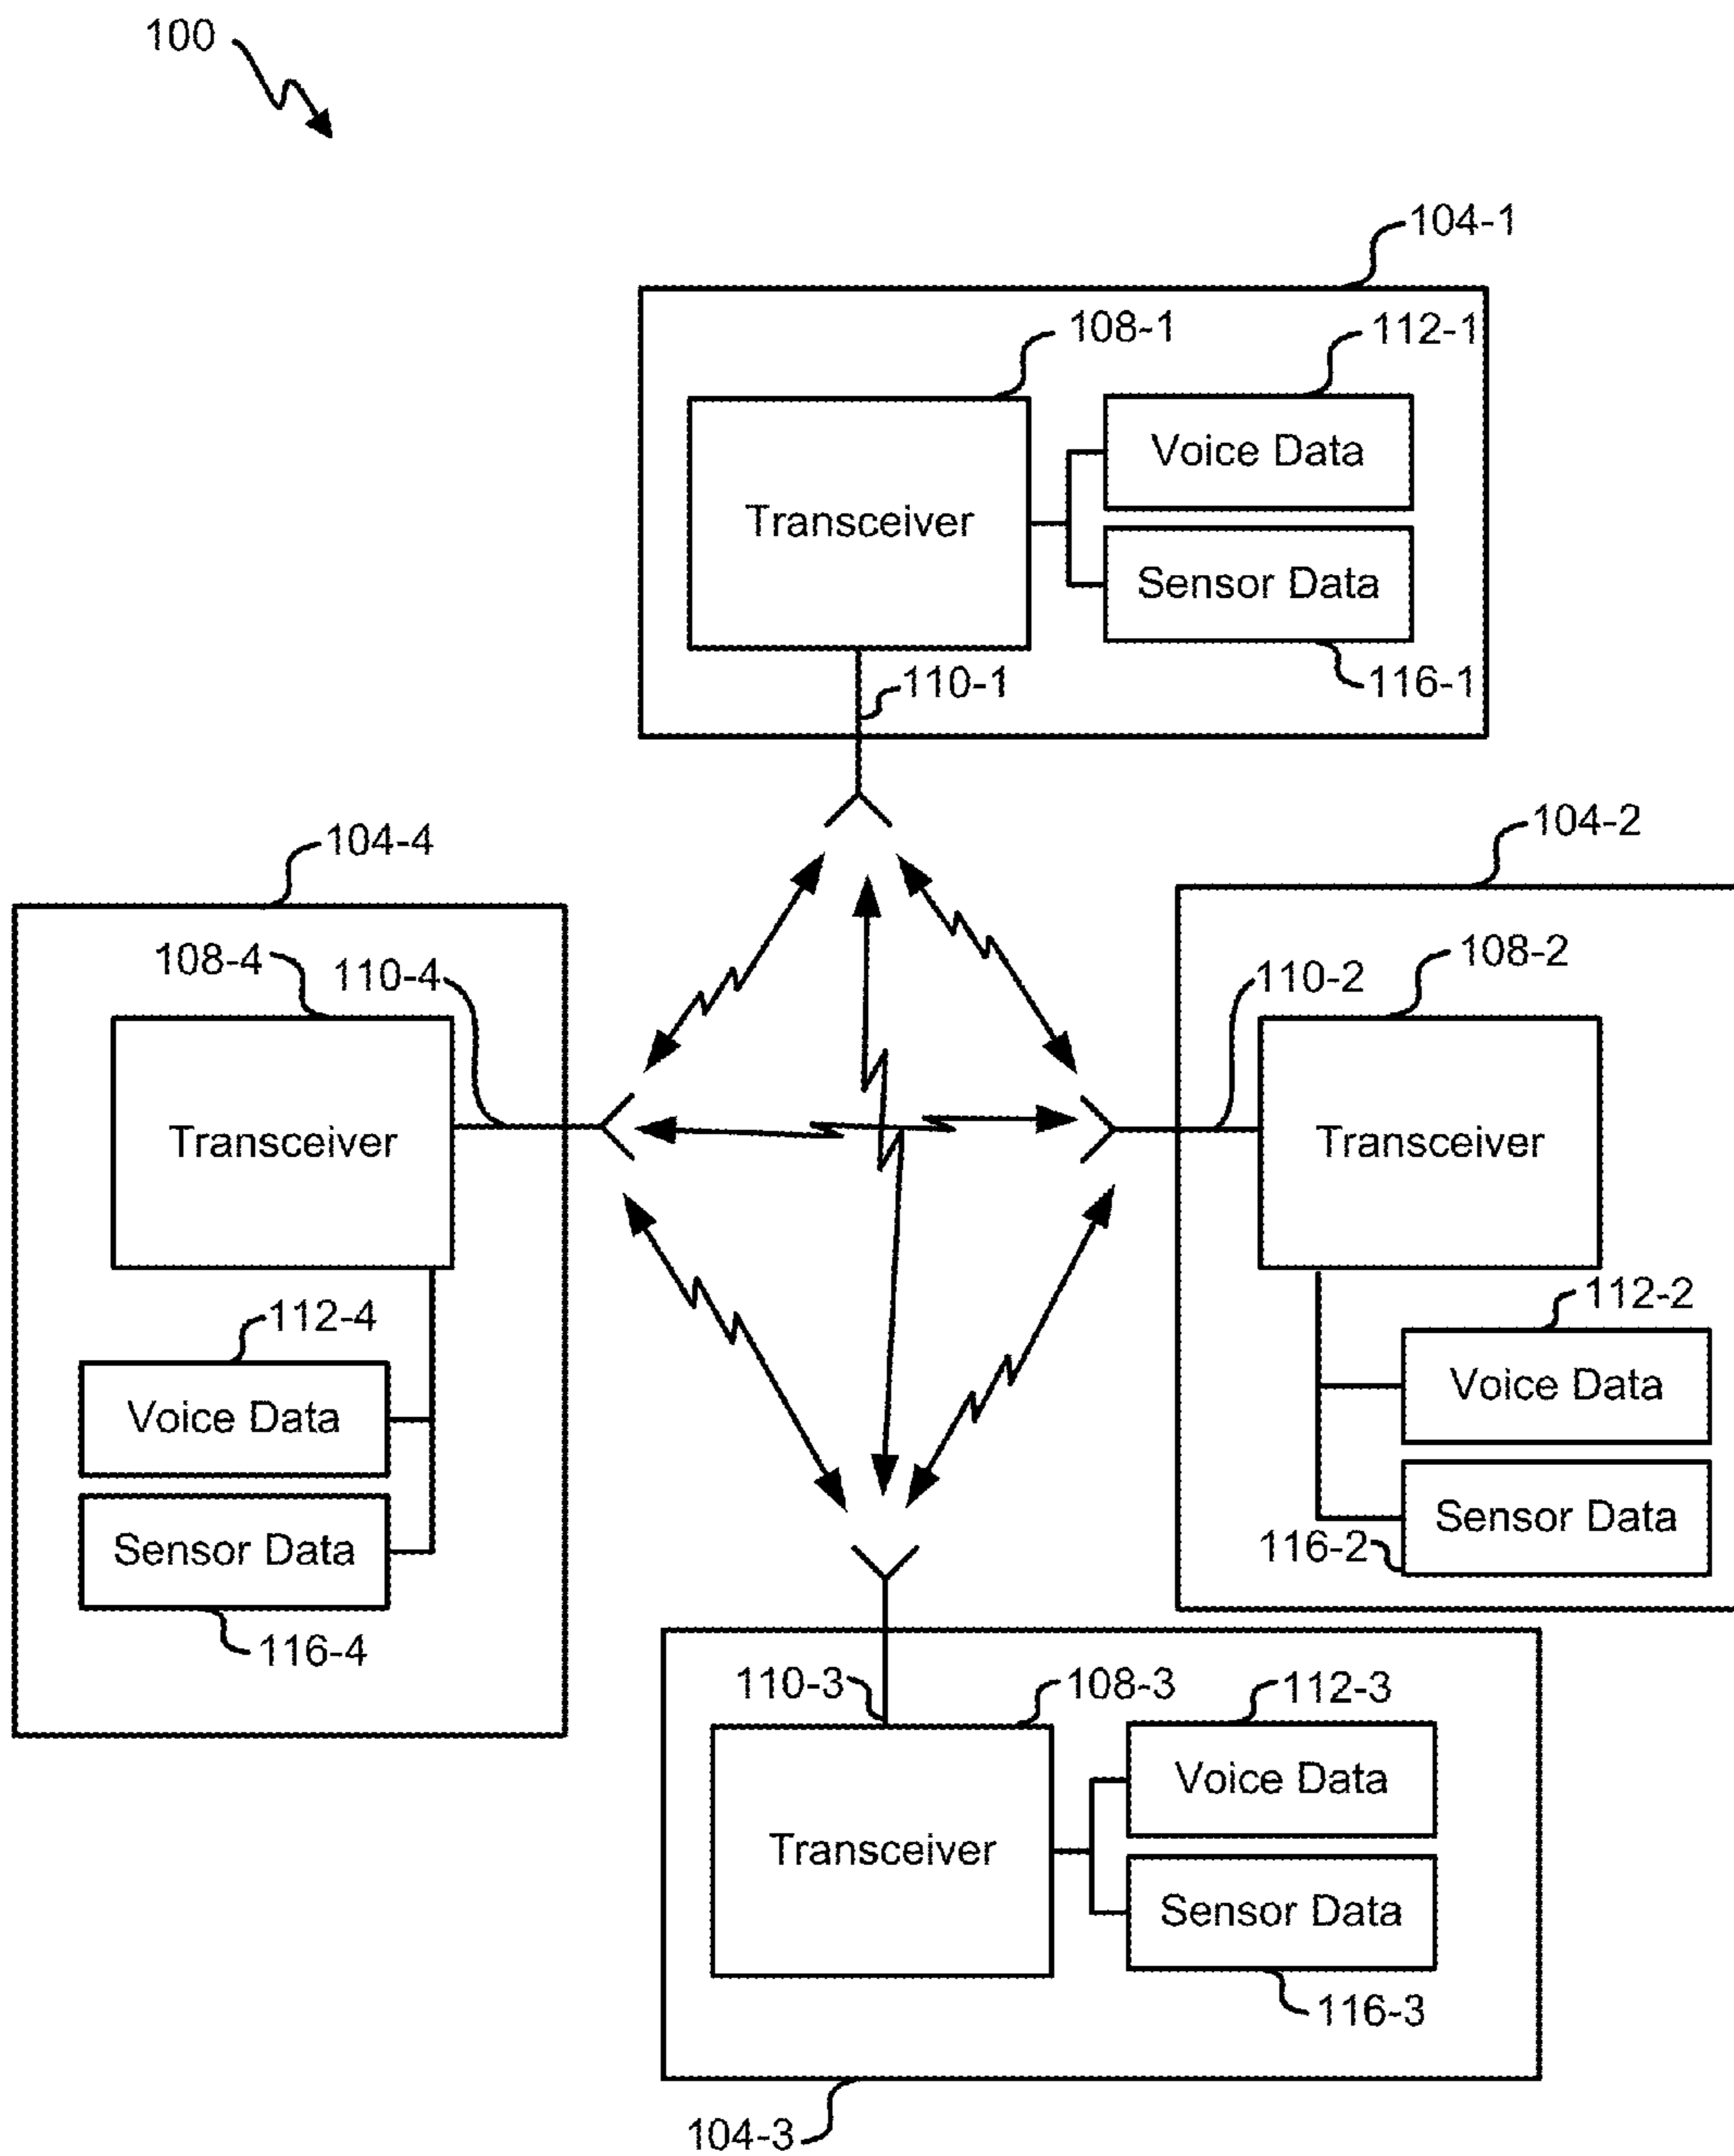 100
104-1
108-1
112-1
Voice Data
Transceiver
Sensor Data
110-1
116-1
104-4
104-2
108-4
110-4
110-2
108-2
Transceiver
Transceiver
112-4
112-2
Voice Data
Voice Data
Sensor Data
Sensor Data
116-2
116-4
110-3
108-3
112-3
Voice Data
Transceiver
Sensor Data
116-3
104-3